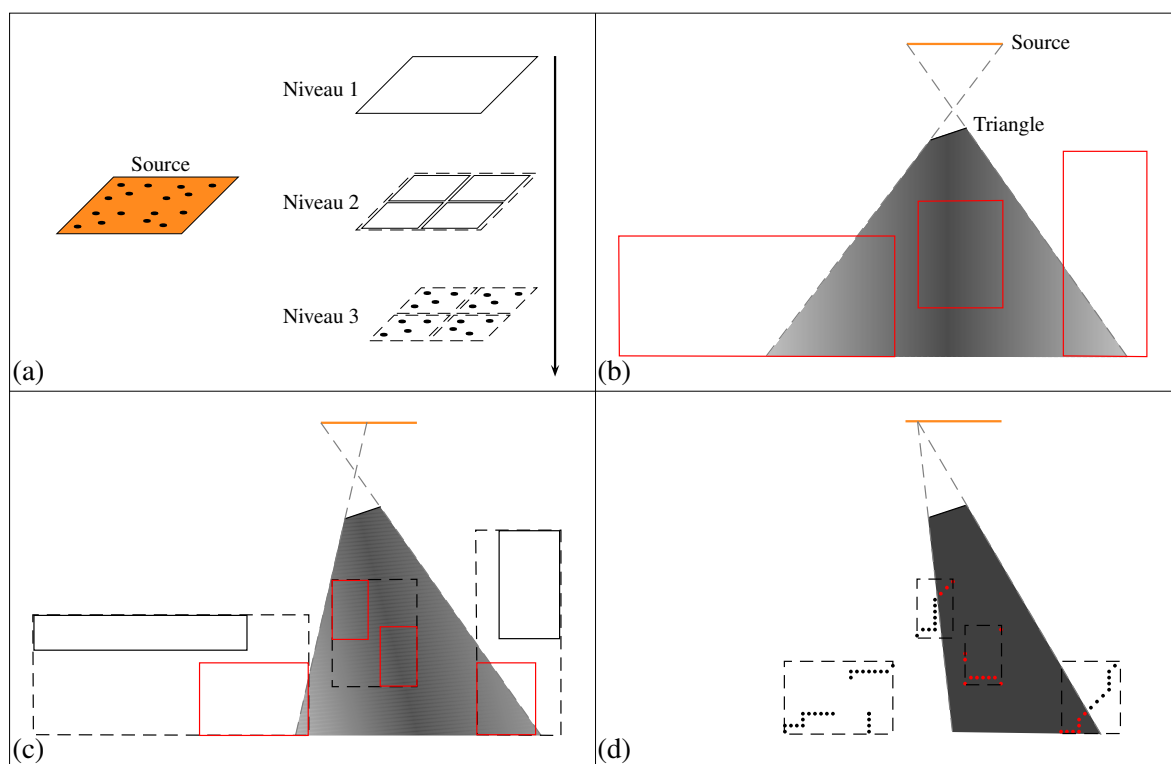 Niveau 1
Source
Niveau 2
Niveau 3
(a)
Source
Triangle
(b)
(c)
(d)